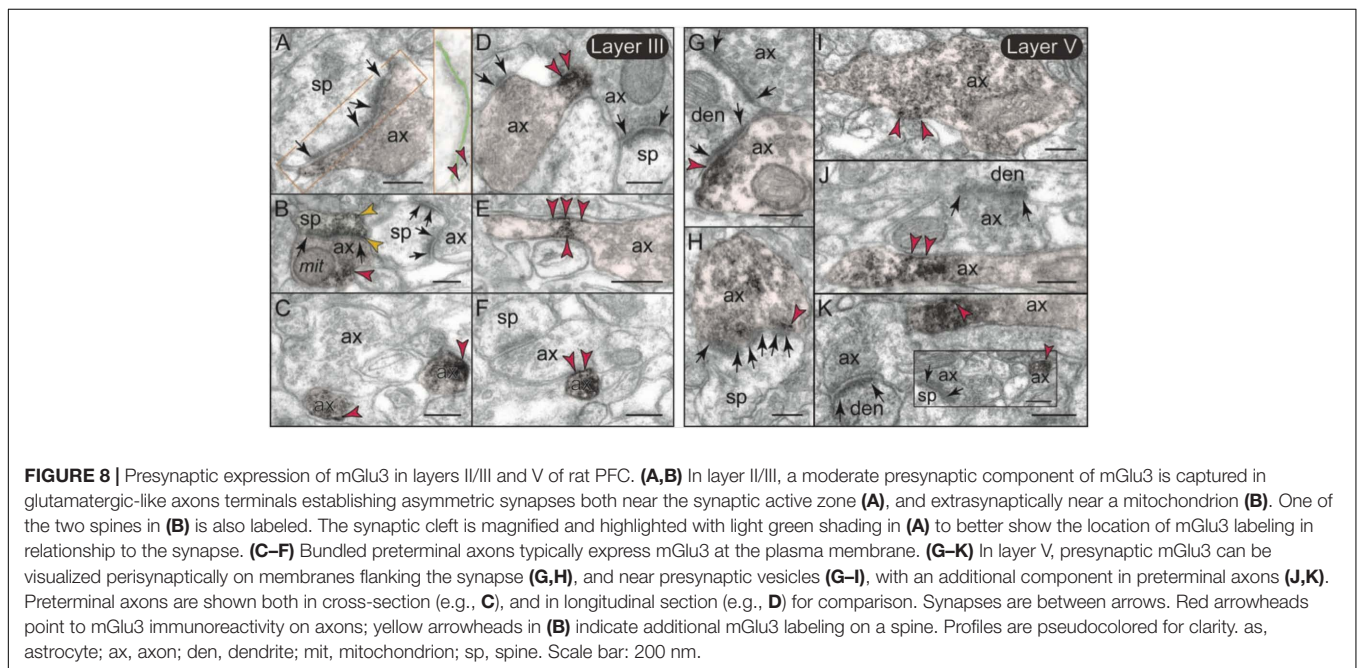 A
sp
ax
D
Layer III
ax
ax
sp
B
sp
ax
mit
sp
ax
E
ax
C
ax
ax
ax
F
sp
ax
ax
G
ax
den
ax
I
Layer V
ax
H
ax
sp
J
den
ax
ax
K
ax
ax
den
ax
sp
ax
FIGURE 8 | Presynaptic expression of mGlu3 in layers II/III and V of rat PFC. (A,B) In layer II/III, a moderate presynaptic component of mGlu3 is captured in
glutamatergic-like axons terminals establishing asymmetric synapses both near the synaptic active zone (A), and extrasynaptically near a mitochondrion (B). One of
the two spines in (B) is also labeled. The synaptic cleft is magnified and highlighted with light green shading in (A) to better show the location of mGlu3 labeling in
relationship to the synapse. (C–F) Bundled preterminal axons typically express mGlu3 at the plasma membrane. (G–K) In layer V, presynaptic mGlu3 can be
visualized perisynaptically on membranes flanking the synapse (G,H), and near presynaptic vesicles (G–I), with an additional component in preterminal axons (J,K).
Preterminal axons are shown both in cross-section (e.g., C), and in longitudinal section (e.g., D) for comparison. Synapses are between arrows. Red arrowheads
point to mGlu3 immunoreactivity on axons; yellow arrowheads in (B) indicate additional mGlu3 labeling on a spine. Profiles are pseudocolored for clarity. as,
astrocyte; ax, axon; den, dendrite; mit, mitochondrion; sp, spine. Scale bar: 200 nm.